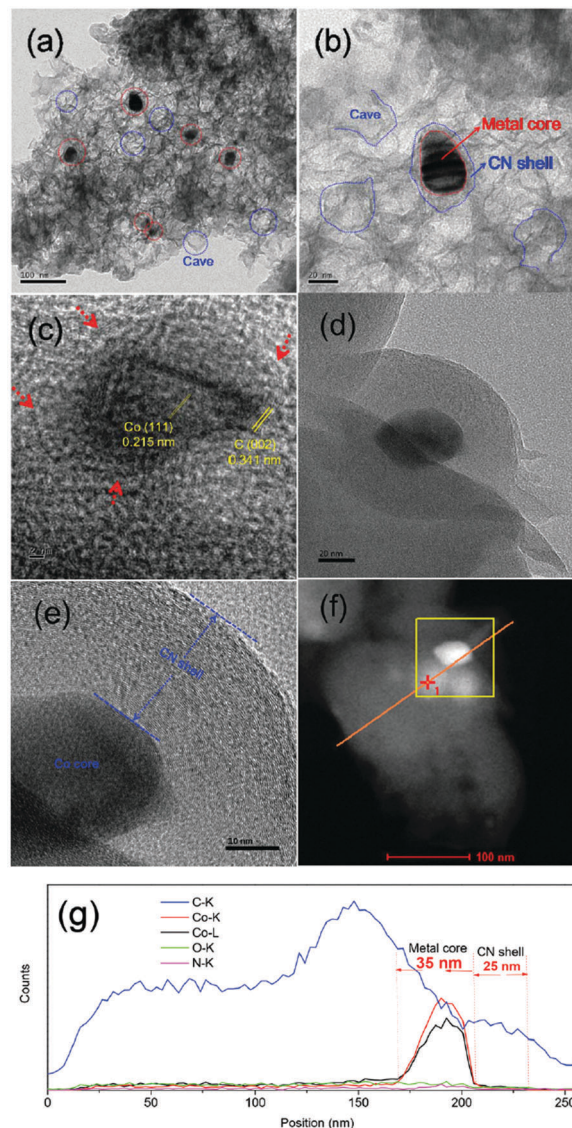 (a)
Cave
100 nm
(b)
Cave
Metal core
CN shell
20 nm
(c)
Co (111)
0.215 nm
C (002)
0.341 nm
2 nm
(d)
20 nm
(e)
CN shell
Co core
10 nm
(f)
1
100 nm
(g)
C-K
Co-K
Co-L
O-K
N-K
Metal core
35 nm
CN shell
25 nm
Counts
0 50 100 150 200 250
Position (nm)